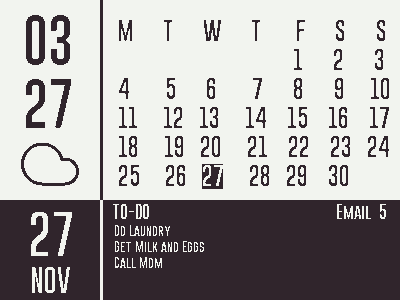 03
27
M T W T F S S
1 2 3
4 5 6 7 8 9 10
11 12 13 14 15 16 17
18 19 20 21 22 23 24
25 26 27 28 29 30
27
NOV
TO-DO
DO LAUNDRY
GET MILK AND EGGS
CALL MOM
EMAIL 5